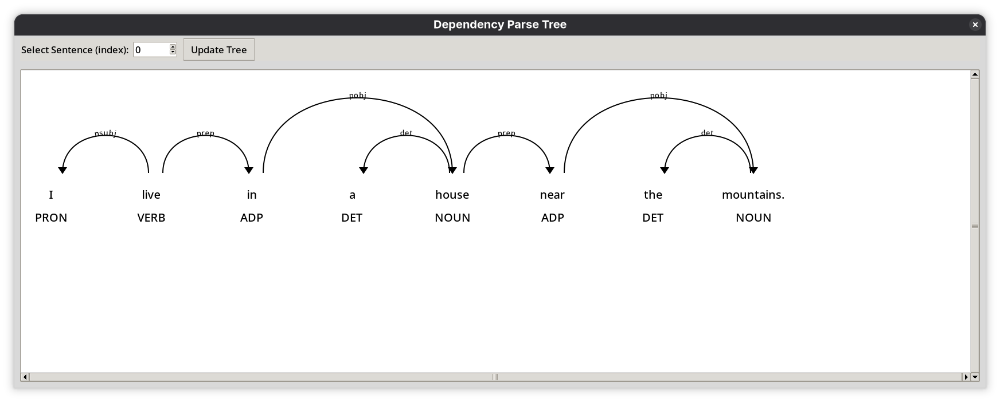 Dependency Parse Tree
Select Sentence (index): 0 Update Tree
pobj pobj
nsubj prep det prep det
I live in a house near the mountains.
PRON VERB ADP DET NOUN ADP DET NOUN